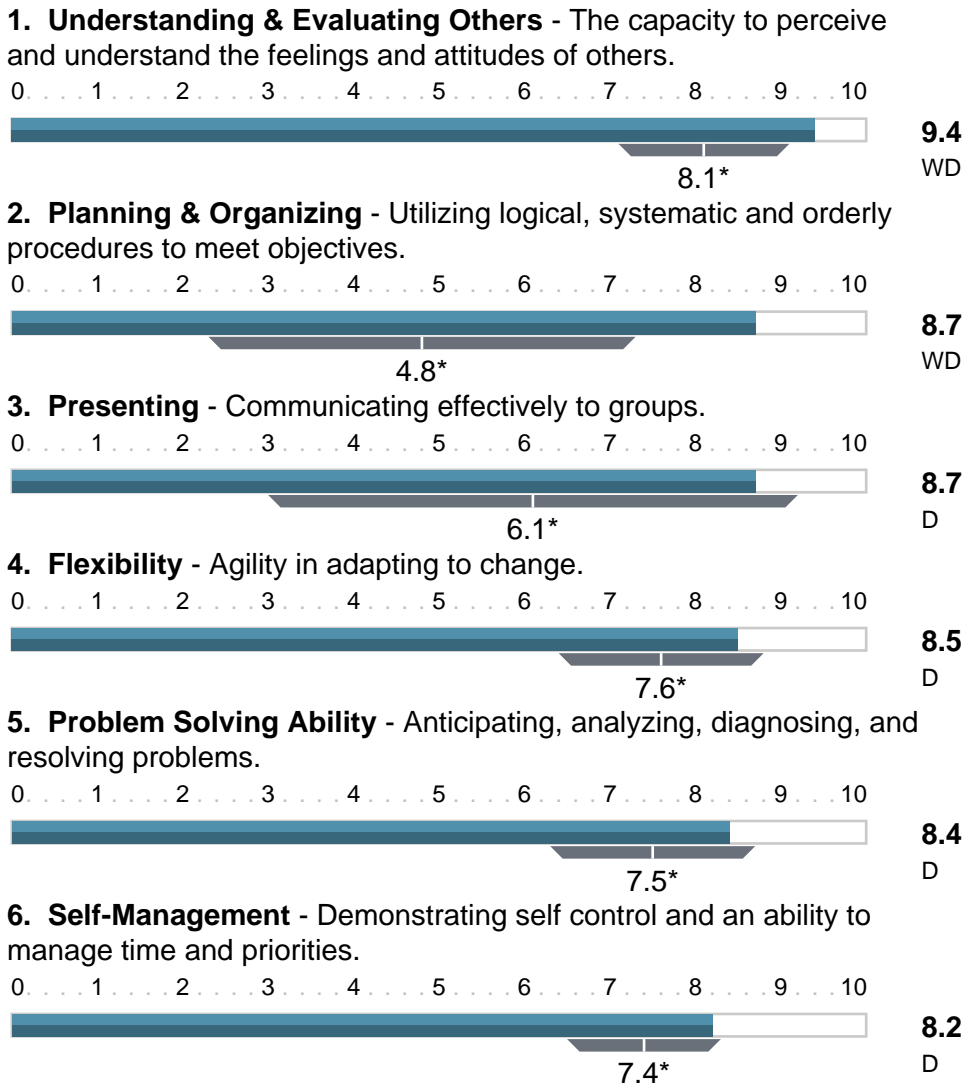 1. Understanding & Evaluating Others - The capacity to perceive
and understand the feelings and attitudes of others.
0. . . . 1 . . . . 2 . . . . 3 . . . . 4 . . . . 5 . . . . 6 . . . . 7 . . . . 8 . . . . 9 . . . 10
9.4
WD
8.1*
2. Planning & Organizing - Utilizing logical, systematic and orderly
procedures to meet objectives.
0. . . . 1 . . . . 2 . . . . 3 . . . . 4 . . . . 5 . . . . 6 . . . . 7 . . . . 8 . . . . 9 . . . 10
8.7
WD
4.8*
3. Presenting - Communicating effectively to groups.
0. . . . 1 . . . . 2 . . . . 3 . . . . 4 . . . . 5 . . . . 6 . . . . 7 . . . . 8 . . . . 9 . . . 10
8.7
D
6.1*
4. Flexibility - Agility in adapting to change.
0. . . . 1 . . . . 2 . . . . 3 . . . . 4 . . . . 5 . . . . 6 . . . . 7 . . . . 8 . . . . 9 . . . 10
8.5
D
7.6*
5. Problem Solving Ability - Anticipating, analyzing, diagnosing, and
resolving problems.
0. . . . 1 . . . . 2 . . . . 3 . . . . 4 . . . . 5 . . . . 6 . . . . 7 . . . . 8 . . . . 9 . . . 10
8.4
D
7.5*
6. Self-Management - Demonstrating self control and an ability to
manage time and priorities.
0. . . . 1 . . . . 2 . . . . 3 . . . . 4 . . . . 5 . . . . 6 . . . . 7 . . . . 8 . . . . 9 . . . 10
8.2
D
7.4*